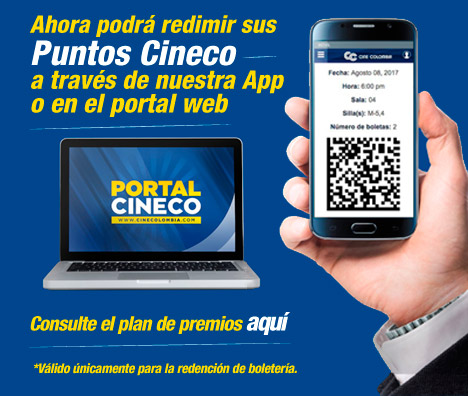 Ahora podrá redimir sus
Puntos Cineco
a través de nuestra App
o en el portal web
CINE COLOMBIA
Fecha: Agosto 08, 2017
Hora: 6:00 pm
Sala: 04
Silla(s): M-5,4
Número de boletas: 2
PORTAL
CINECO
WWW.CINECOLOMBIA.COM
Consulte el plan de premios aquí
*Válido únicamente para la redención de boletería.